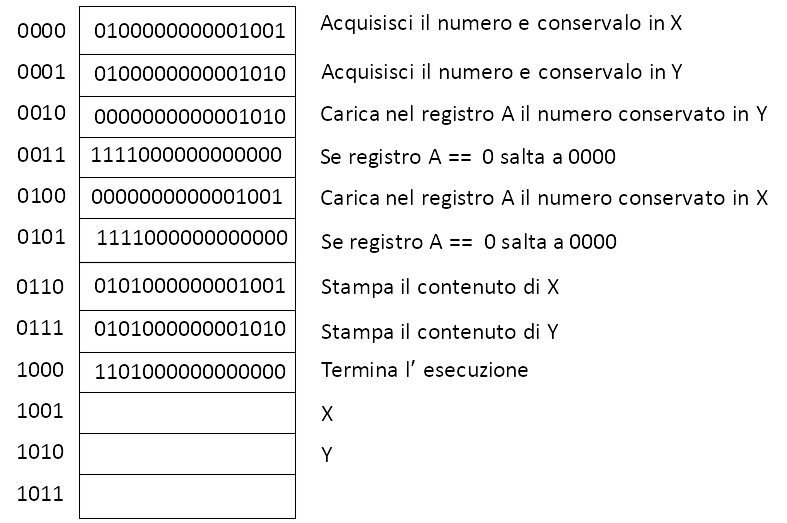 0000 0100000000001001 Acquisisci il numero e conservalo in X
0001 0100000000001010 Acquisisci il numero e conservalo in Y
0010 0000000000001010 Carica nel registro A il numero conservato in Y
0011 1111000000000000 Se registro A == 0 salta a 0000
0100 0000000000001001 Carica nel registro A il numero conservato in X
0101 1111000000000000 Se registro A == 0 salta a 0000
0110 0101000000001001 Stampa il contenuto di X
0111 0101000000001010 Stampa il contenuto di Y
1000 1101000000000000 Termina l’ esecuzione
1001 X
1010 Y
1011